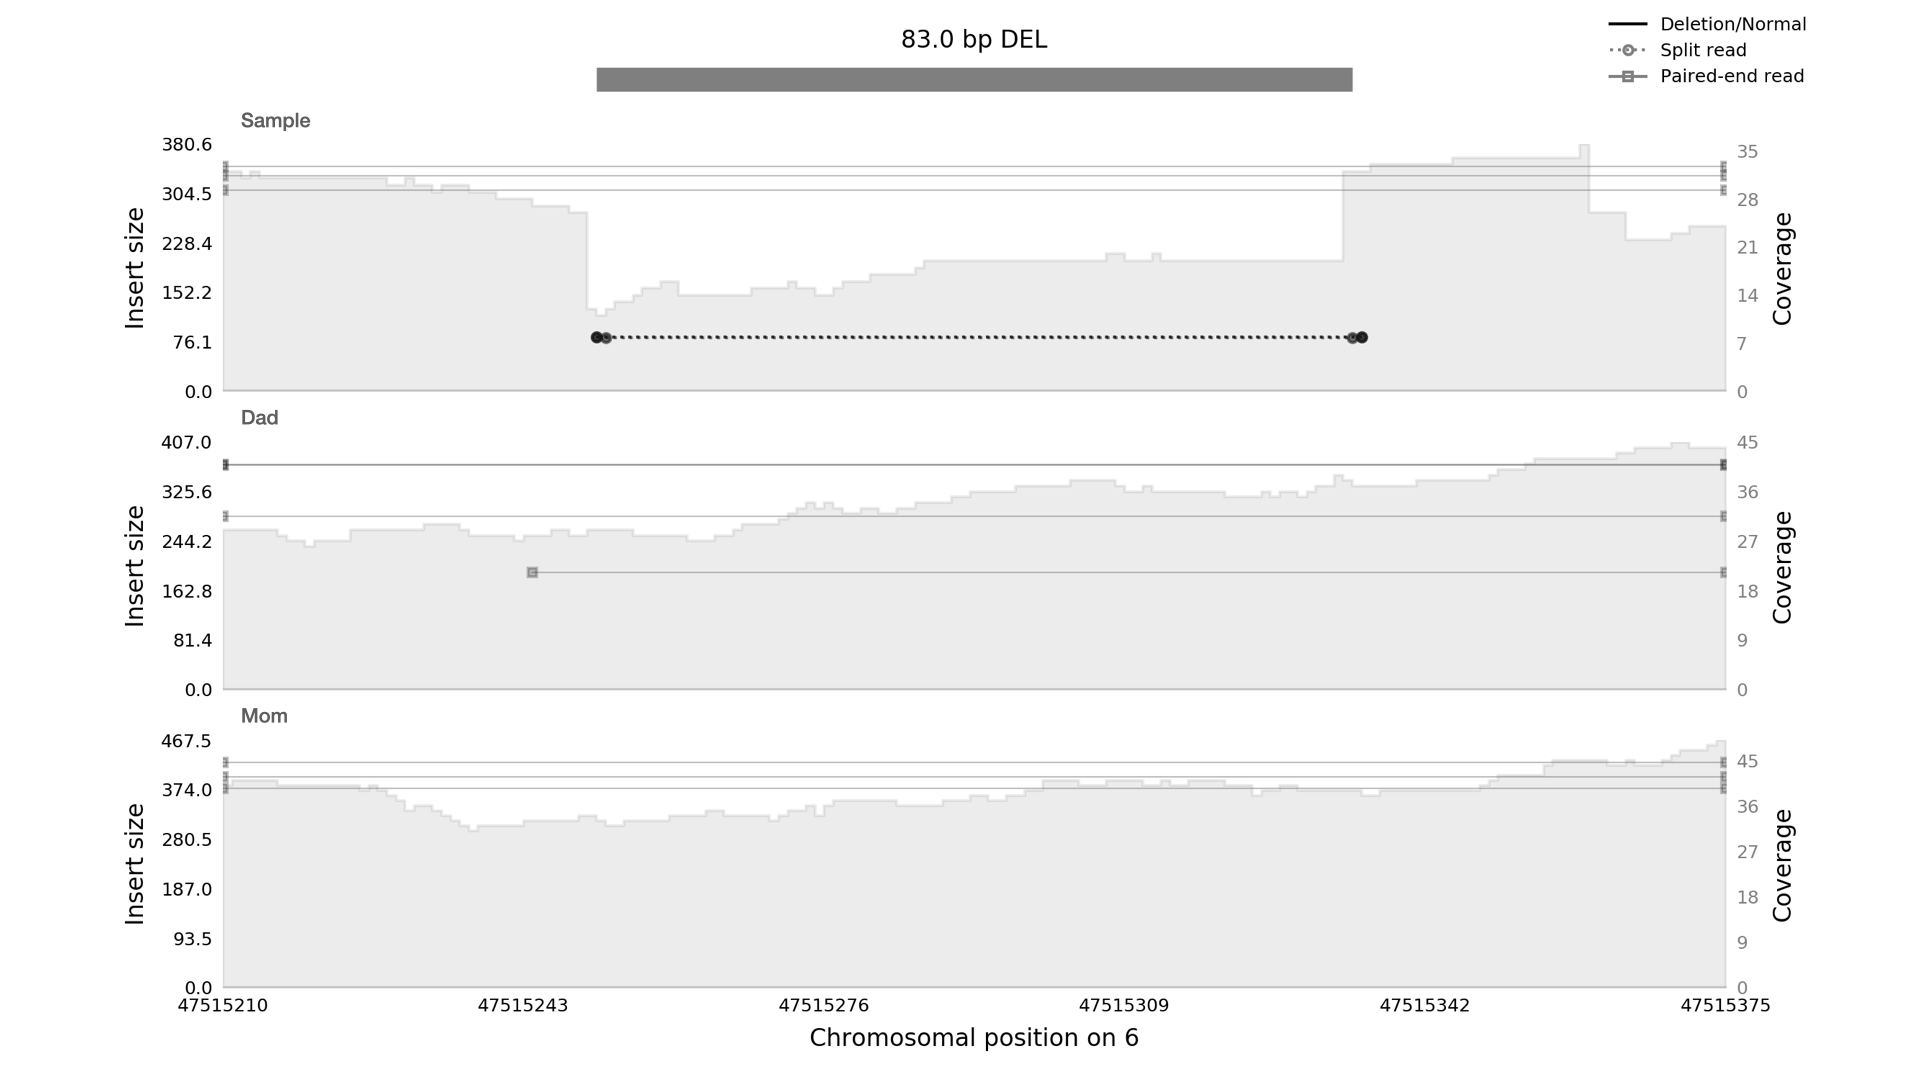 83.0 bp DEL
Deletion/Normal
Split read
Paired-end read
Sample
380.6
304.5
228.4
152.2
76.1
0.0
Insert size
35
28
21
14
7
0
Coverage
Dad
407.0
325.6
244.2
162.8
81.4
0.0
Insert size
45
36
27
18
9
0
Coverage
Mom
467.5
374.0
280.5
187.0
93.5
0.0
Insert size
45
36
27
18
9
0
Coverage
47515210 47515243 47515276 47515309 47515342 47515375
Chromosomal position on 6